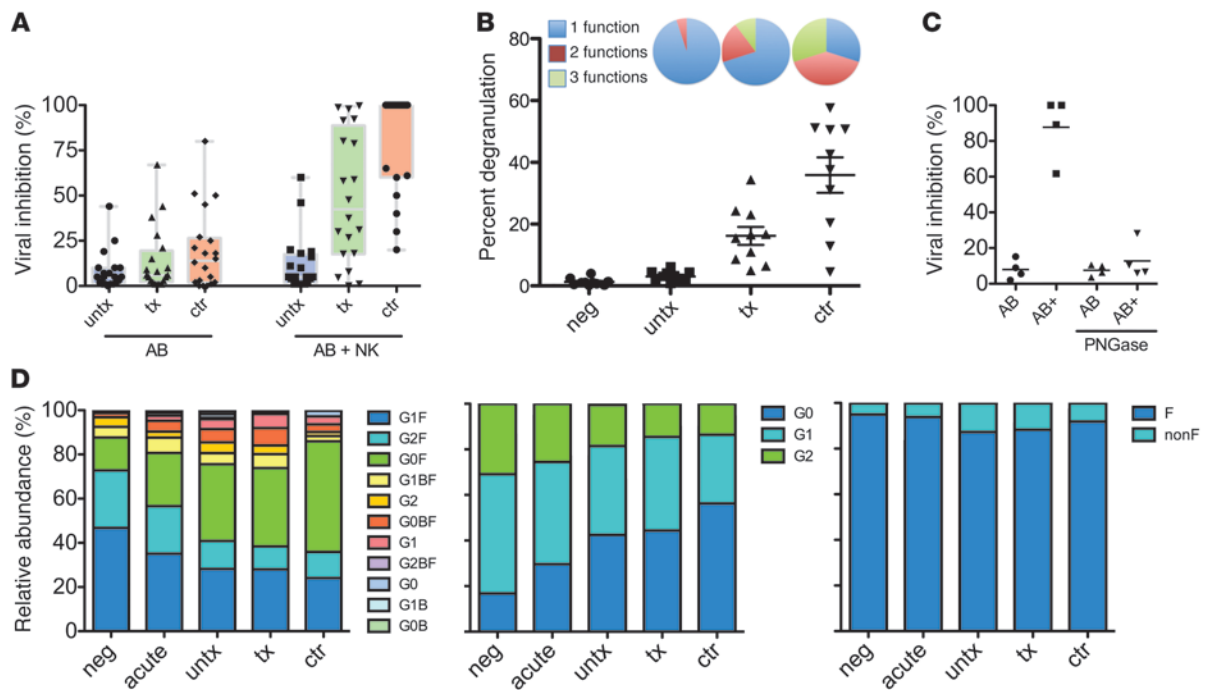 A
Viral inhibition (%)
100
75
50
25
0
untx
tx
ctr
untx
tx
ctr
AB
AB + NK
B
1 function
2 functions
3 functions
Percent degranulation
80
60
40
20
0
neg
untx
tx
ctr
C
Viral inhibition (%)
100
80
60
40
20
0
AB
AB+
AB
AB+
PNGase
D
Relative abundance (%)
100
80
60
40
20
0
neg
acute
untx
tx
ctr
G1F
G2F
G0F
G1BF
G2
G0BF
G1
G2BF
G0
G1B
G0B
neg
acute
untx
tx
ctr
G0
G1
G2
neg
acute
untx
tx
ctr
F
nonF